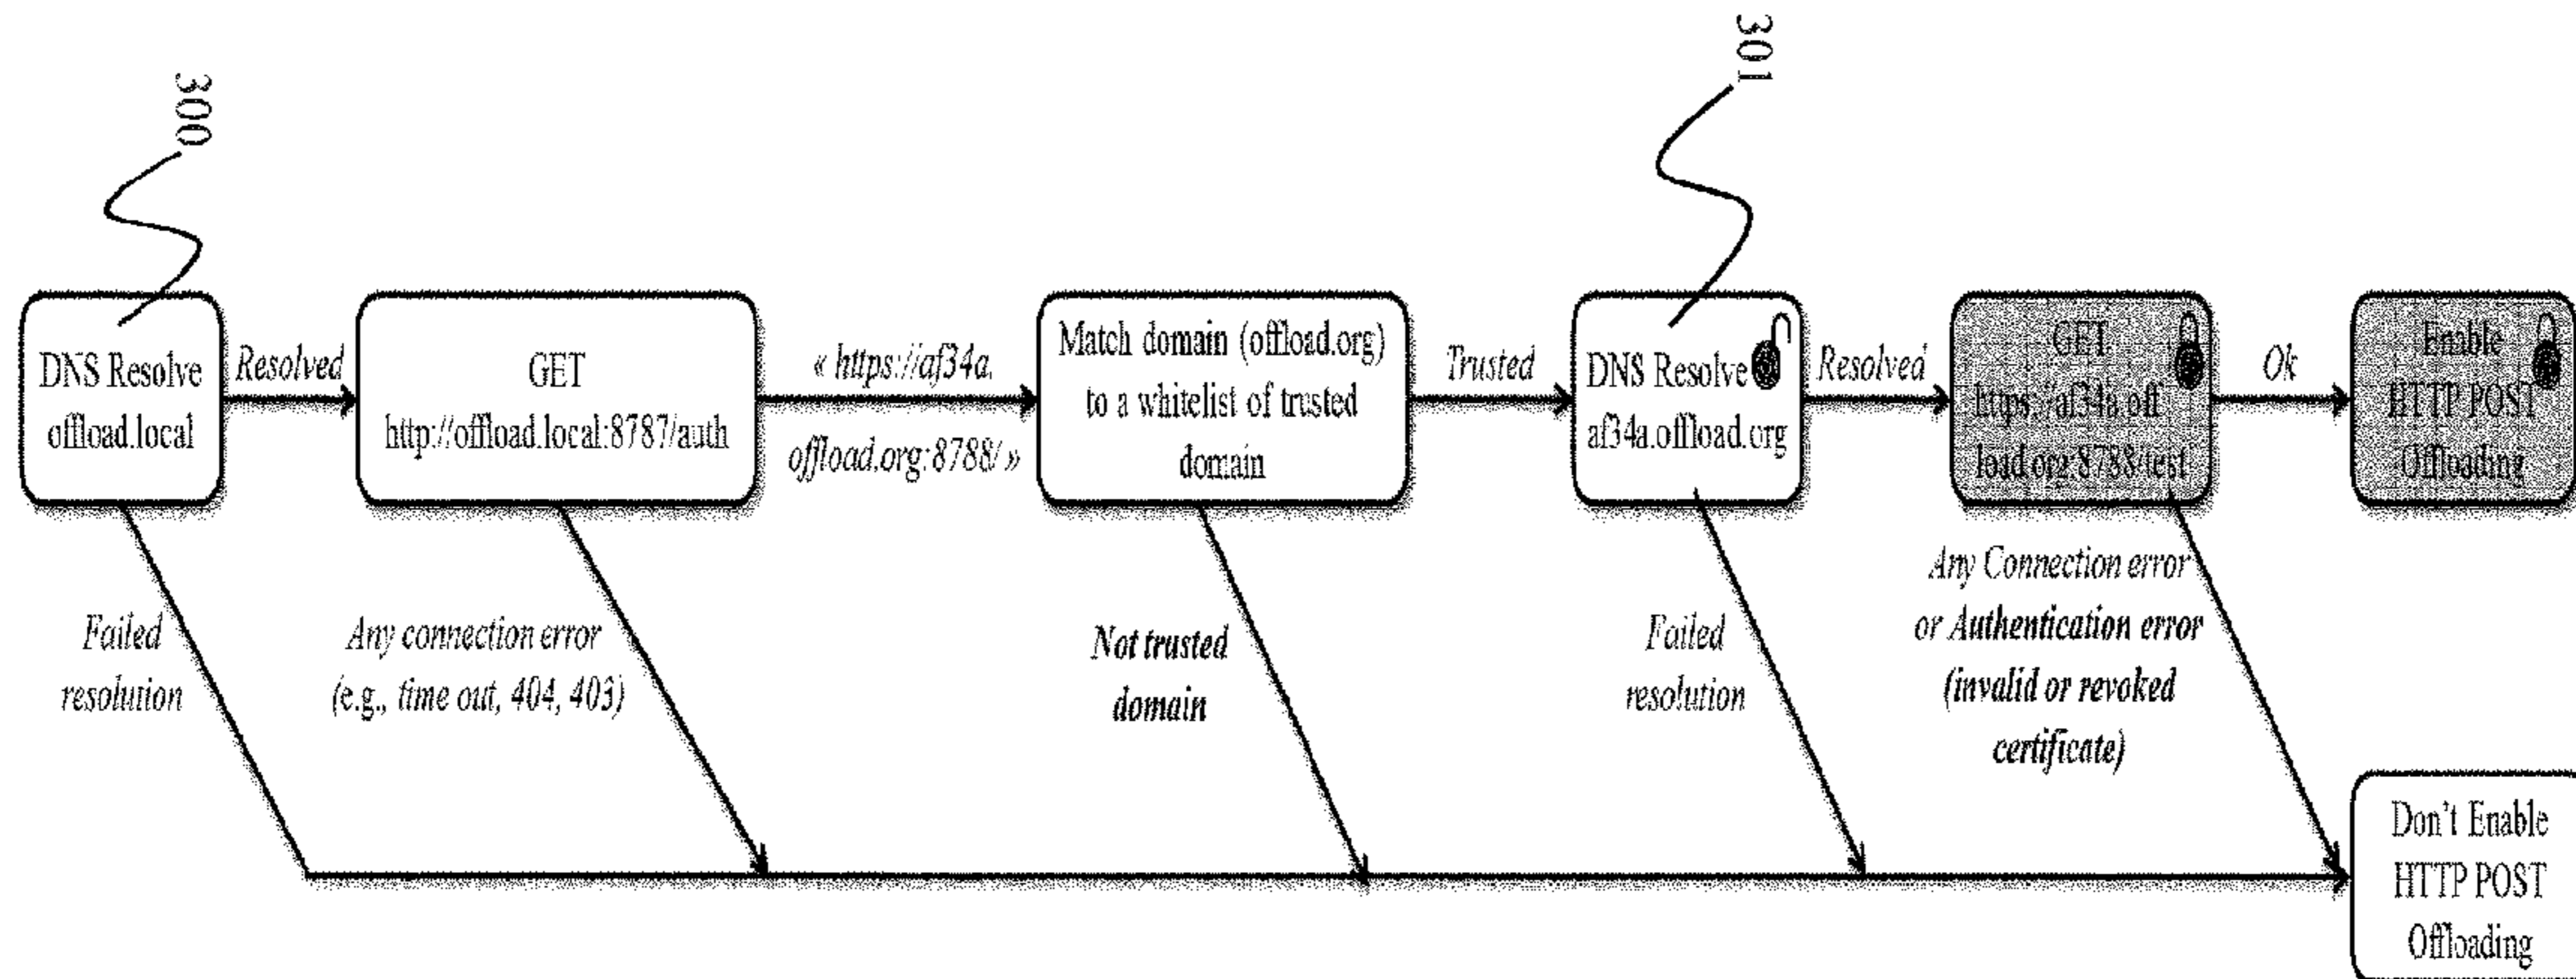 300
301
DNS Resolve
offload.local
Resolved
GET
http://offload.local:8787/auth
« https://af34a.
offload.org:8788/ »
Match domain (offload.org)
to a whitelist of trusted
domain
Trusted
DNS Resolve
af34a.offload.org
Resolved
GET
https://af34a.off
load.org:8788/test
Ok
Enable
HTTP POST
Offloading
Failed
resolution
Any connection error
(e.g., time out, 404, 403)
Not trusted
domain
Failed
resolution
Any Connection error
or Authentication error
(invalid or revoked
certificate)
Don't Enable
HTTP POST
Offloading